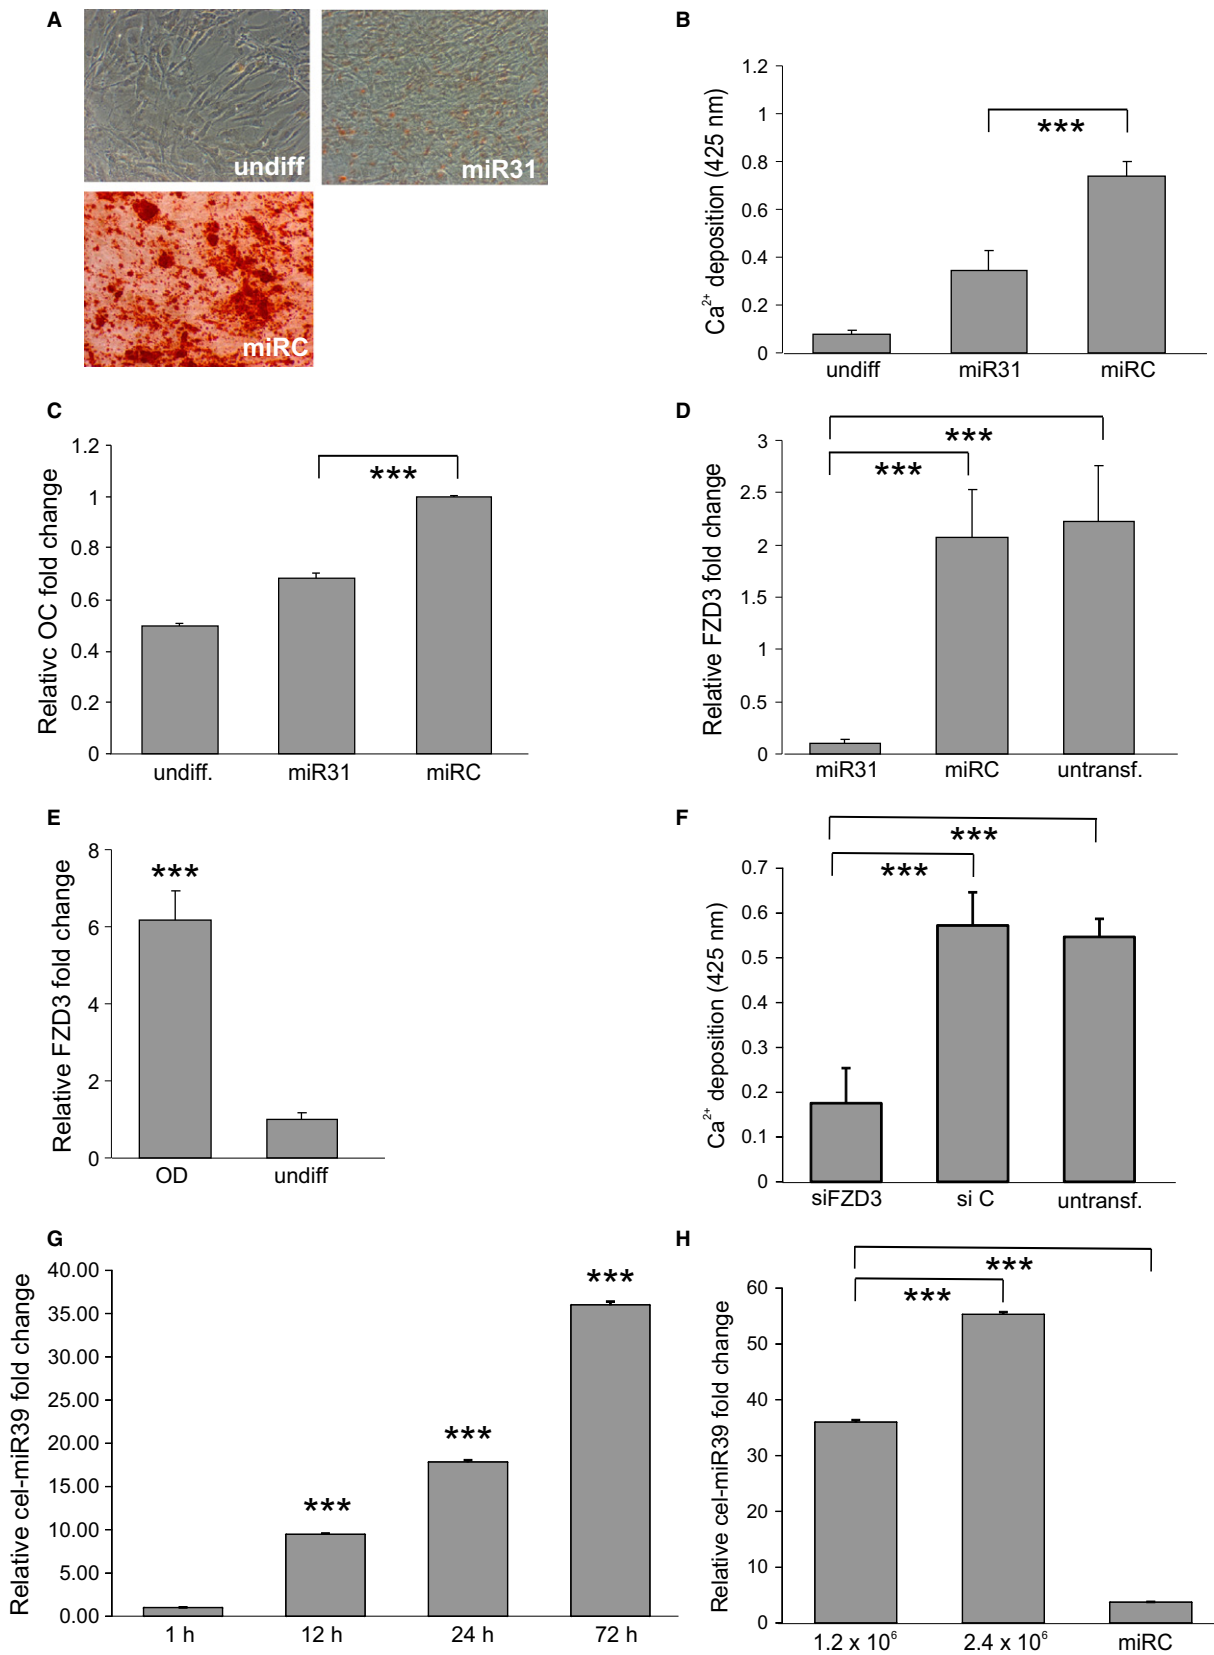 A
undiff
miR31
miRC
B
Ca²⁺ deposition (425 nm)
1.2
1
0.8
0.6
0.4
0.2
0
***
undiff miR31 miRC
C
Relativc OC fold change
1.2
1
0.8
0.6
0.4
0.2
0
***
undiff. miR31 miRC
D
Relative FZD3 fold change
3
2.5
2
1.5
1
0.5
0
***
***
miR31 miRC untransf.
E
Relative FZD3 fold change
8
6
4
2
0
***
OD undiff
F
Ca²⁺ deposition (425 nm)
0.7
0.6
0.5
0.4
0.3
0.2
0.1
0
***
***
siFZD3 si C untransf.
G
Relative cel-miR39 fold change
40.00
35.00
30.00
25.00
20.00
15.00
10.00
5.00
0.00
***
***
***
1 h 12 h 24 h 72 h
H
Relative cel-miR39 fold change
60
50
40
30
20
10
0
***
***
1.2 x 10⁶ 2.4 x 10⁶ miRC